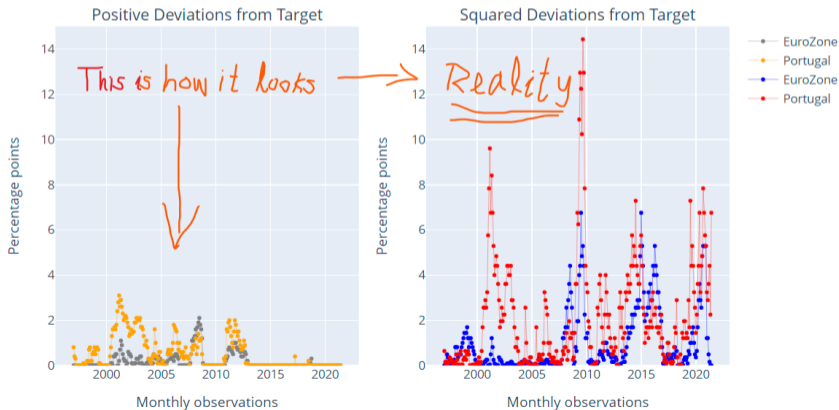 Positive Deviations from Target
Squared Deviations from Target
This is how it looks
Reality
EuroZone
Portugal
EuroZone
Portugal
Percentage points
14
12
10
8
6
4
2
0
2000
2005
2010
2015
2020
Monthly observations
Percentage points
14
12
10
8
6
4
2
0
2000
2005
2010
2015
2020
Monthly observations